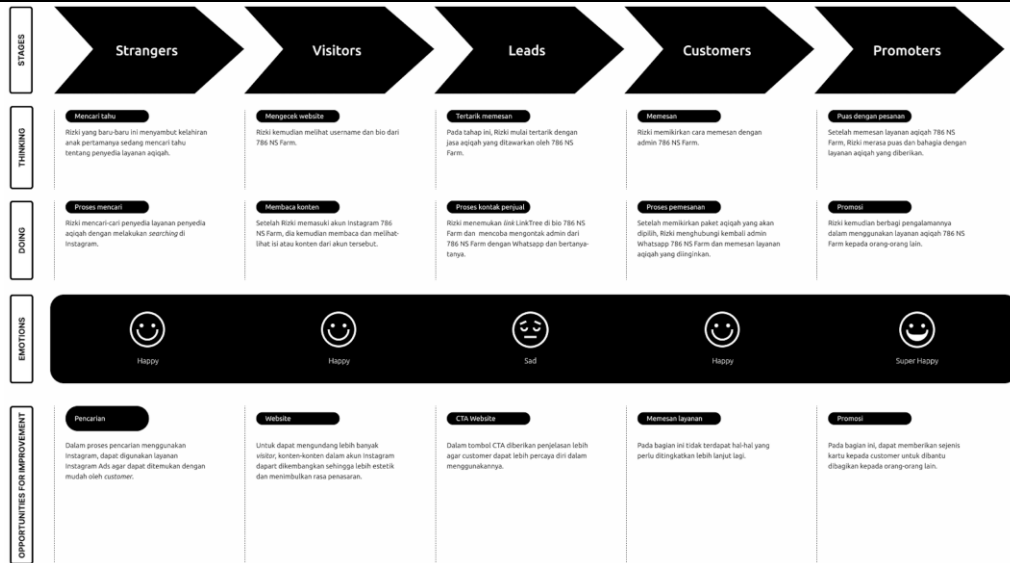 STAGES
Strangers
Visitors
Leads
Customers
Promoters
THINKING
Mencari tahu
Rizki yang baru-baru ini menyambut kelahiran
anak pertamanya sedang mencari tahu
tentang penyedia layanan aqiqah.
Mengecek website
Rizki kemudian melihat username dan bio dari
786 NS Farm.
Tertarik memesan
Pada tahap ini, Rizki mulai tertarik dengan
jasa aqiqah yang ditawarkan oleh 786 NS
Farm.
Memesan
Rizki memikirkan cara memesan dengan
admin 786 NS Farm.
Puas dengan pesanan
Setelah memesan layanan aqiqah 786 NS
Farm, Rizki merasa puas dan bahagia dengan
layanan aqiqah yang diberikan.
DOING
Proses mencari
Rizki mencari-cari penyedia layanan penyedia
aqiqah dengan melakukan searching di
Instagram.
Membaca konten
Setelah Rizki memasuki akun Instagram 786
NS Farm, dia kemudian membaca dan melihat-
lihat isi atau konten dari akun tersebut.
Proses kontak penjual
Rizki menemukan link LinkTree di bio 786 NS
Farm dan mencoba mengontak admin dari
786 NS Farm dengan Whatsapp dan bertanya-
tanya.
Proses pemesanan
Setelah memikirkan paket aqiqah yang akan
dipilih, Rizki menghubungi kembali admin
Whatsapp 786 NS Farm dan memesan layanan
aqiqah yang diinginkan.
Promosi
Rizki kemudian berbagi pengalamannya
dalam menggunakan layanan aqiqah 786 NS
Farm kepada orang-orang lain.
EMOTIONS
Happy
Happy
Sad
Happy
Super Happy
OPPORTUNITIES FOR IMPROVEMENT
Pencarian
Dalam proses pencarian menggunakan
Instagram, dapat digunakan layanan
Instagram Ads agar dapat ditemukan dengan
mudah oleh customer.
Website
Untuk dapat mengundang lebih banyak
visitor, konten-konten dalam akun Instagram
dapart dikembangkan sehingga lebih estetik
dan menimbulkan rasa penasaran.
CTA Website
Dalam tombol CTA diberikan penjelasan lebih
agar customer dapat lebih percaya diri dalam
menggunakannya.
Memesan layanan
Pada bagian ini tidak terdapat hal-hal yang
perlu ditingkatkan lebih lanjut lagi.
Promosi
Pada bagian ini, dapat memberikan sejenis
kartu kepada customer untuk dibantu
dibagikan kepada orang-orang lain.